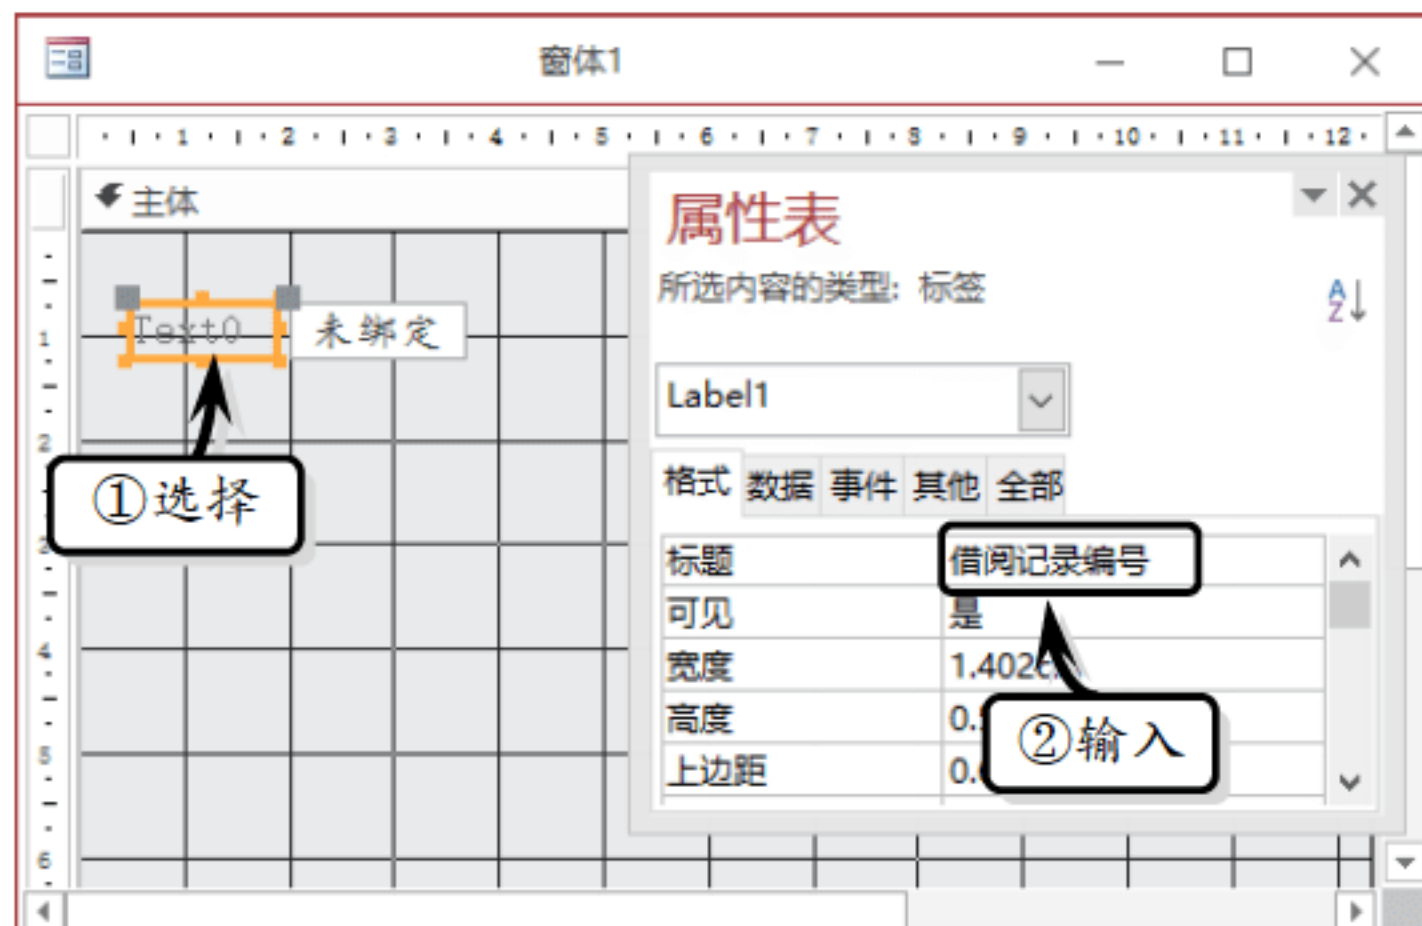 窗体1
1 2 3 4 5 6 7 8 9 10 11 12
主体
属性表
所选内容的类型: 标签
Text0
未绑定
Label1
①选择
格式 数据 事件 其他 全部
标题 借阅记录编号
可见 是
宽度 1.402
高度 0.
②输入
上边距 0.
1
2
4
5
6